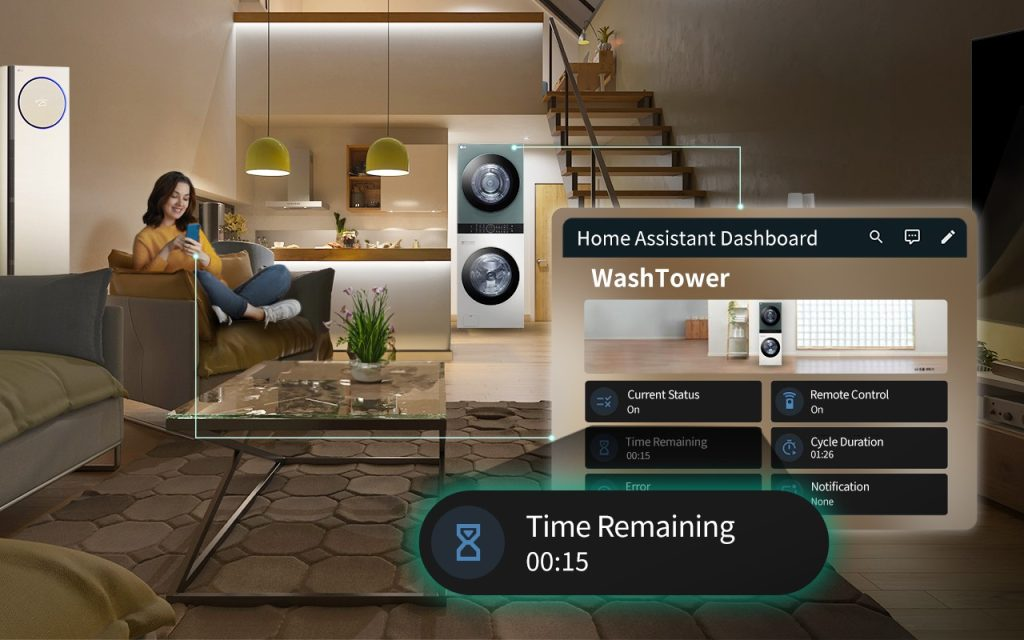 Home Assistant Dashboard
WashTower
Current Status
On
Remote Control
On
Time Remaining
00:15
Cycle Duration
01:26
Error
Notification
None
Time Remaining
00:15